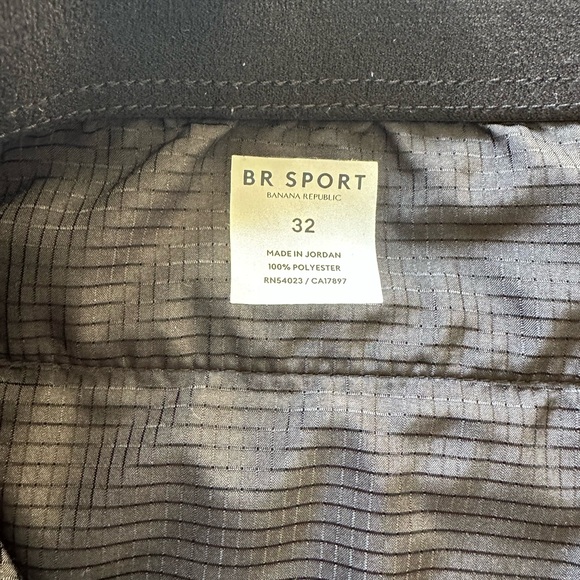 BR SPORT
BANANA REPUBLIC
32
MADE IN JORDAN
100% POLYESTER
RN54023 / CA17897